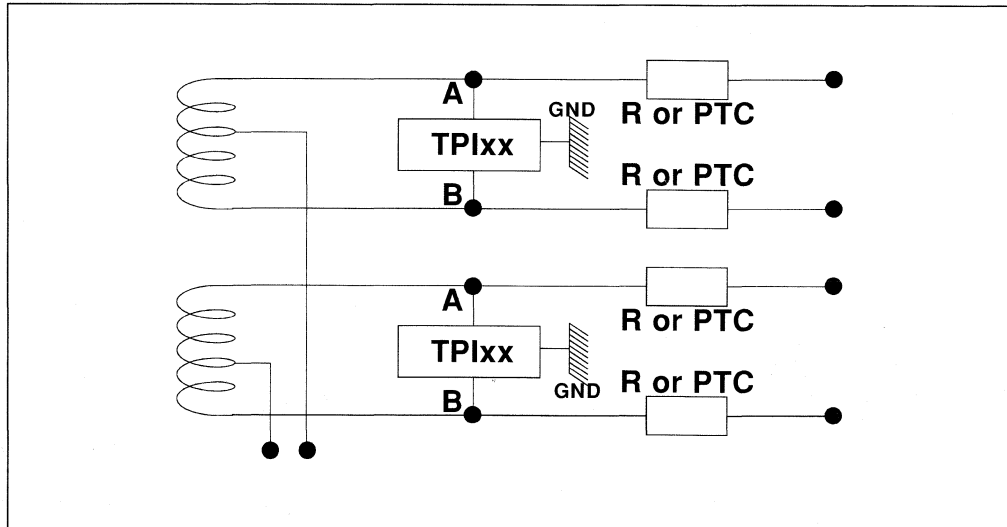 A
GND
R or PTC
TPIxx
R or PTC
B
A
R or PTC
TPIxx
GND
R or PTC
B